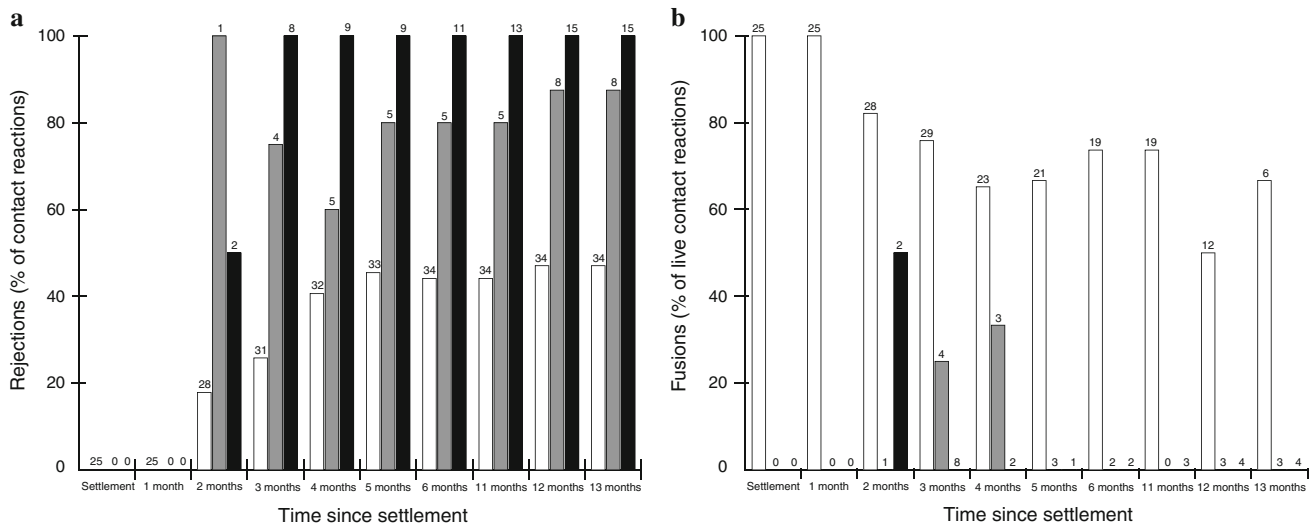 a
Rejections (% of contact reactions)
100
80
60
40
20
0
25 0 0 25 0 0 28 1 2 31 4 8 32 5 9 33 5 9 34 5 11 34 5 13 34 8 15 34 8 15
Settlement 1 month 2 months 3 months 4 months 5 months 6 months 11 months 12 months 13 months
Time since settlement
b
Fusions (% of live contact reactions)
100
80
60
40
20
0
25 0 0 25 0 0 28 1 2 29 4 8 23 3 2 21 3 1 19 2 2 19 0 3 12 3 4 6 3 4
Settlement 1 month 2 months 3 months 4 months 5 months 6 months 11 months 12 months 13 months
Time since settlement